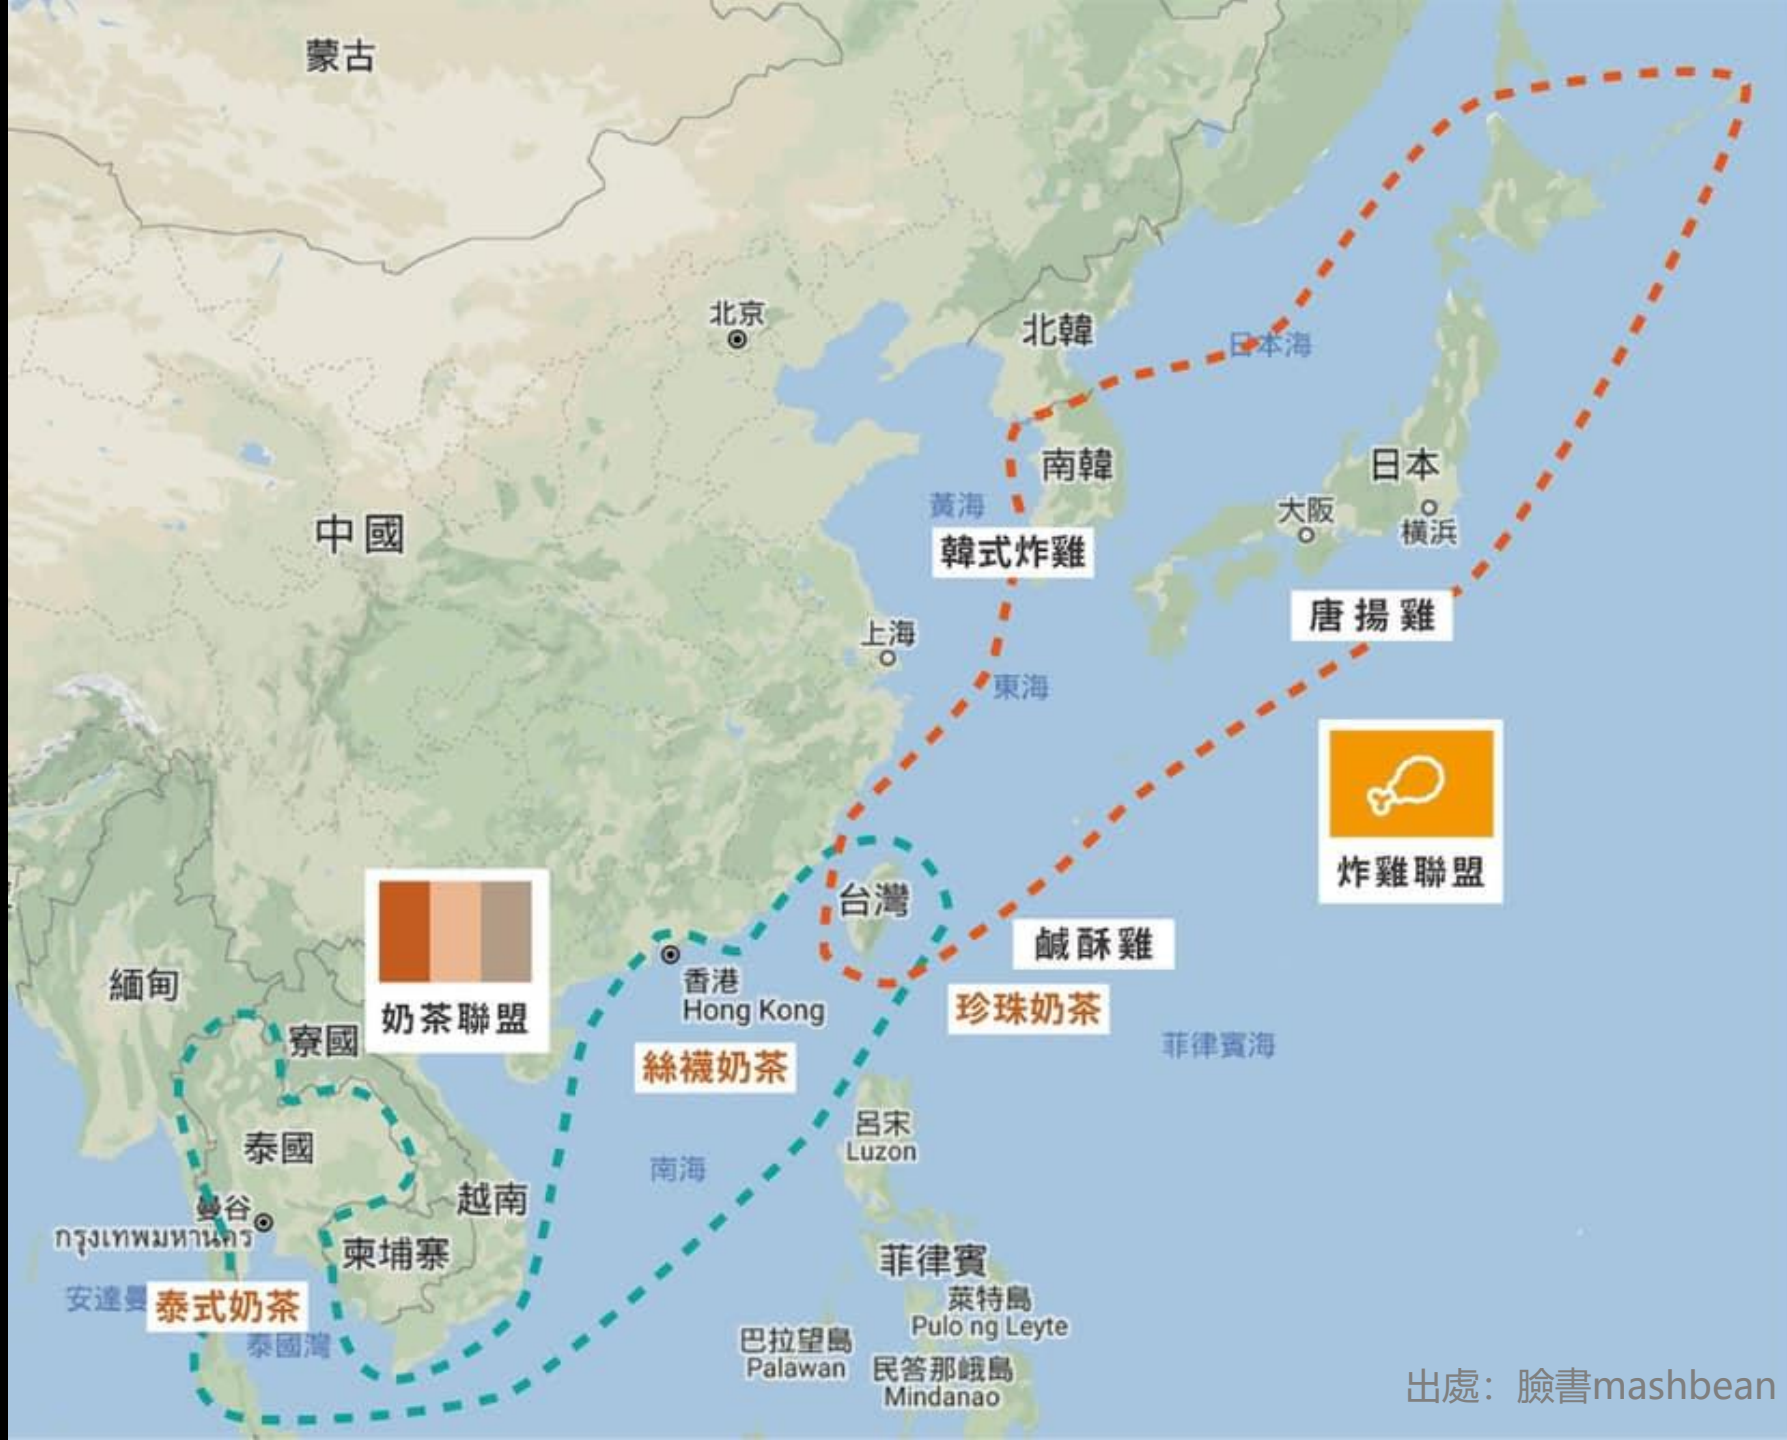 蒙古
北京
北韓
日本海
南韓
日本
黃海
大阪
橫浜
中國
韓式炸雞
唐揚雞
上海
東海
炸雞聯盟
台灣
鹹酥雞
珍珠奶茶
香港
Hong Kong
絲襪奶茶
緬甸
奶茶聯盟
寮國
菲律賓海
呂宋
Luzon
泰國
南海
越南
曼谷
กรุงเทพมหานคร
柬埔寨
菲律賓
安達曼
泰式奶茶
泰國灣
萊特島
Pulo ng Leyte
巴拉望島
Palawan
民答那峨島
Mindanao
出處：臉書mashbean